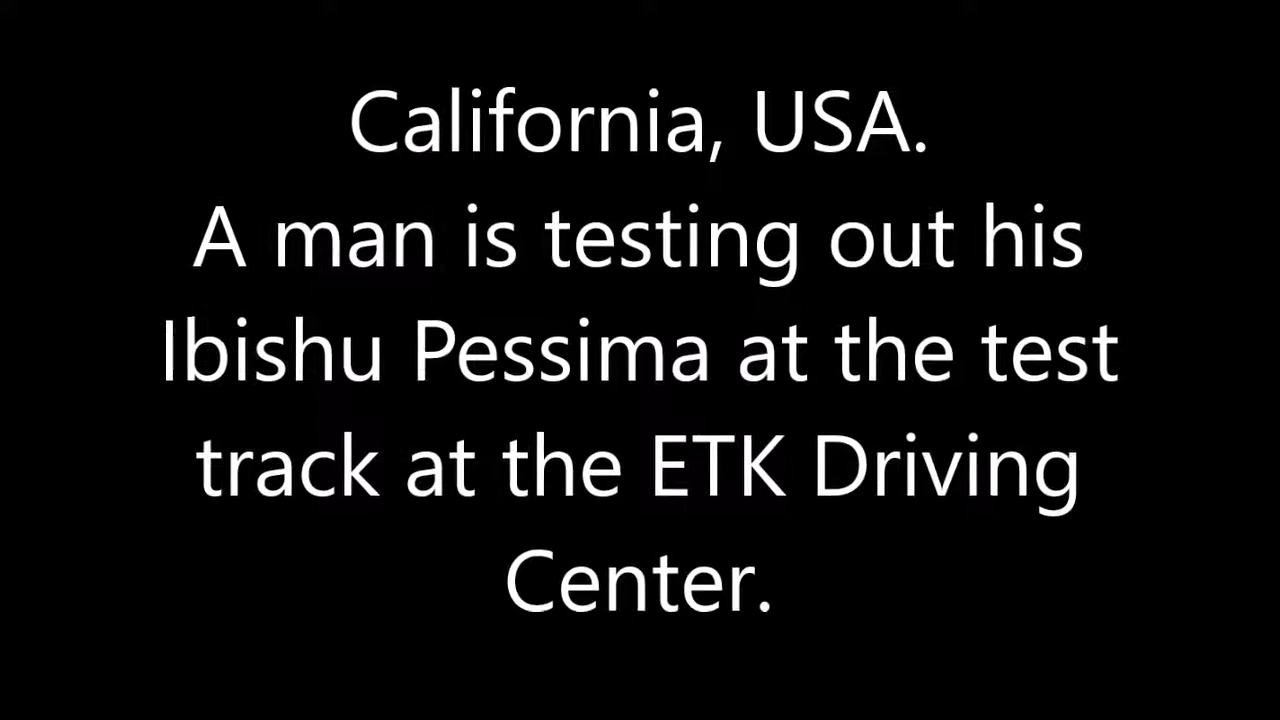 California, USA.
A man is testing out his
Ibishu Pessima at the test
track at the ETK Driving
Center.